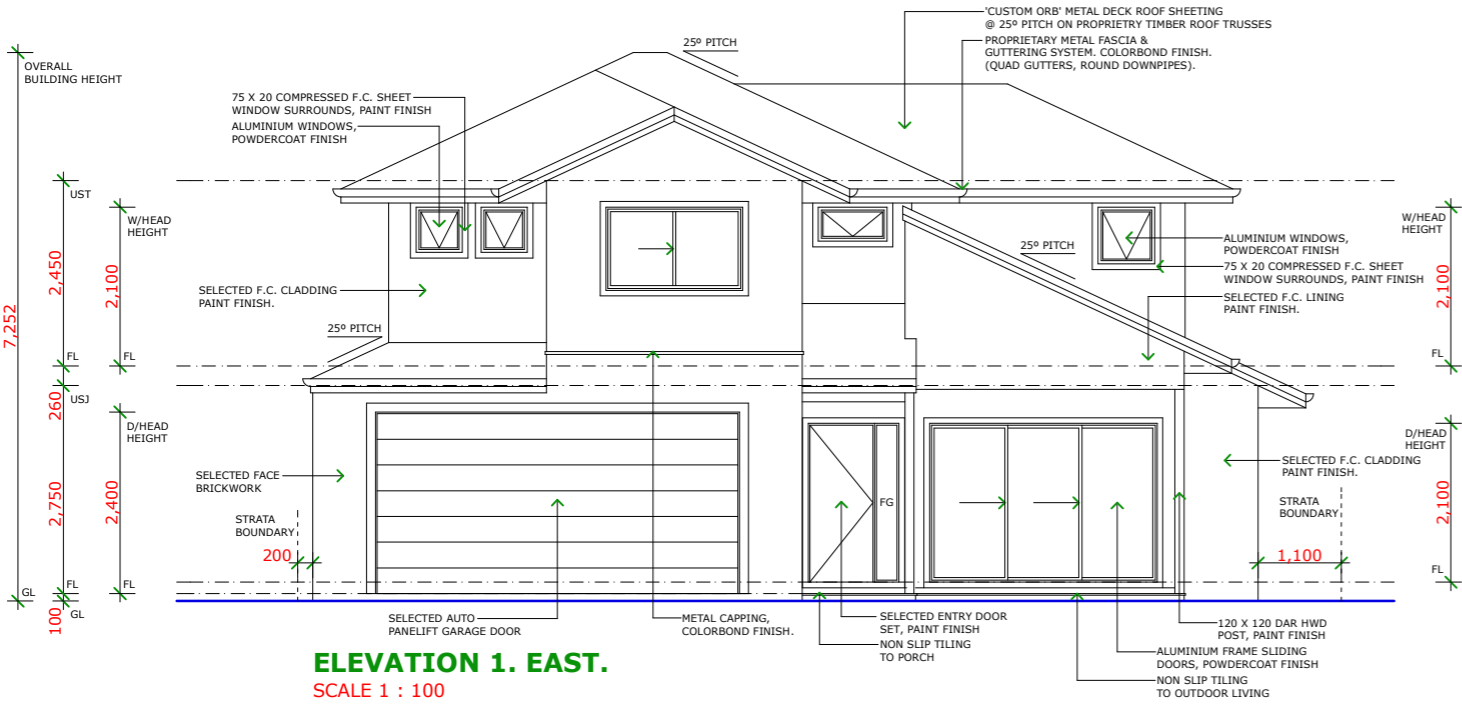 'CUSTOM ORB' METAL DECK ROOF SHEETING
@ 25º PITCH ON PROPRIETRY TIMBER ROOF TRUSSES
PROPRIETARY METAL FASCIA &
GUTTERING SYSTEM. COLORBOND FINISH.
(QUAD GUTTERS, ROUND DOWNPIPES).
25º PITCH
OVERALL
BUILDING HEIGHT
75 X 20 COMPRESSED F.C. SHEET
WINDOW SURROUNDS, PAINT FINISH
ALUMINIUM WINDOWS,
POWDERCOAT FINISH
UST
W/HEAD
HEIGHT
W/HEAD
HEIGHT
2,450
2,100
7,252
SELECTED F.C. CLADDING
PAINT FINISH.
25º PITCH
25º PITCH
ALUMINIUM WINDOWS,
POWDERCOAT FINISH
75 X 20 COMPRESSED F.C. SHEET
WINDOW SURROUNDS, PAINT FINISH
SELECTED F.C. LINING
PAINT FINISH.
2,100
FL
FL
FL
260
USJ
D/HEAD
HEIGHT
D/HEAD
HEIGHT
SELECTED FACE
BRICKWORK
SELECTED F.C. CLADDING
PAINT FINISH.
2,750
2,400
2,100
STRATA
BOUNDARY
200
FG
STRATA
BOUNDARY
1,100
FL
FL
FL
GL
GL
100
SELECTED AUTO
PANELIFT GARAGE DOOR
METAL CAPPING,
COLORBOND FINISH.
SELECTED ENTRY DOOR
SET, PAINT FINISH
NON SLIP TILING
TO PORCH
120 X 120 DAR HWD
POST, PAINT FINISH
ALUMINIUM FRAME SLIDING
DOORS, POWDERCOAT FINISH
NON SLIP TILING
TO OUTDOOR LIVING
ELEVATION 1. EAST.
SCALE 1 : 100